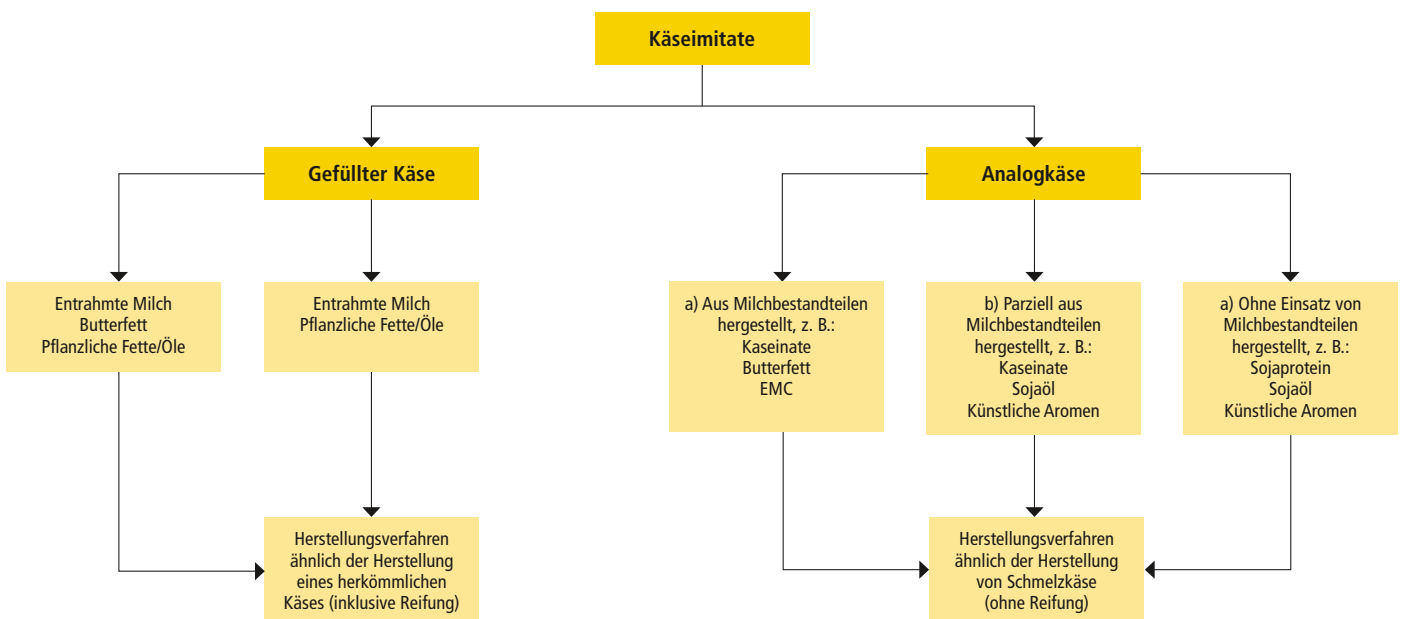 Käseimitate
Gefüllter Käse
Analogkäse
Entrahmte Milch
Butterfett
Pflanzliche Fette/Öle
Entrahmte Milch
Pflanzliche Fette/Öle
a) Aus Milchbestandteilen
hergestellt, z. B.:
Kaseinate
Butterfett
EMC
b) Parziell aus
Milchbestandteilen
hergestellt, z. B.:
Kaseinate
Sojaöl
Künstliche Aromen
a) Ohne Einsatz von
Milchbestandteilen
hergestellt, z. B.:
Sojaprotein
Sojaöl
Künstliche Aromen
Herstellungsverfahren
ähnlich der Herstellung
eines herkömmlichen
Käses (inklusive Reifung)
Herstellungsverfahren
ähnlich der Herstellung
von Schmelzkäse
(ohne Reifung)